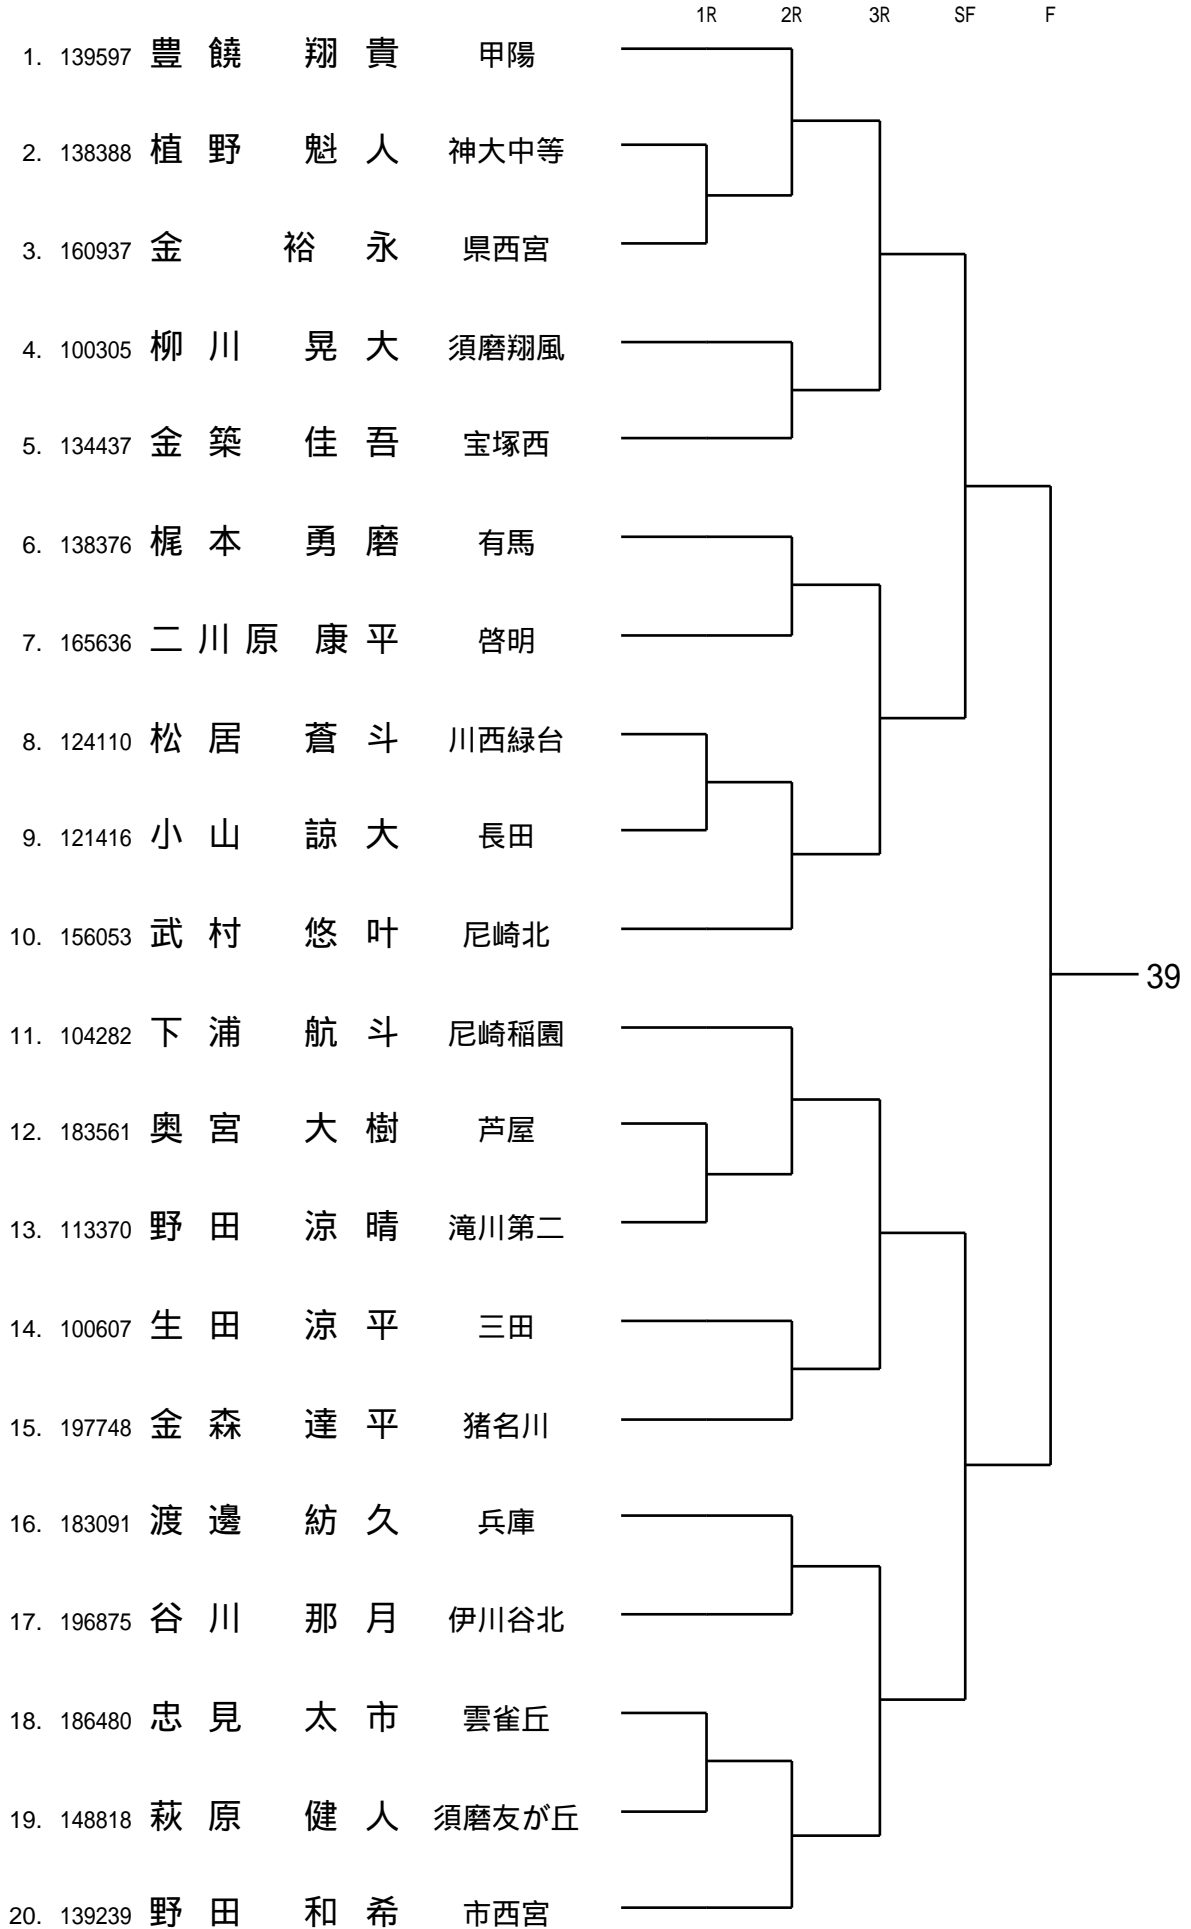 1R 2R 3R SF F
1. 139597 豊饒 翔貴 甲陽
2. 138388 植野 魁人 神大中等
3. 160937 金 裕永 県西宮
4. 100305 柳川 晃大 須磨翔風
5. 134437 金築 佳吾 宝塚西
6. 138376 梶本 勇磨 有馬
7. 165636 二川原 康平 啓明
8. 124110 松居 蒼斗 川西緑台
9. 121416 小山 諒大 長田
10. 156053 武村 悠叶 尼崎北
39
11. 104282 下浦 航斗 尼崎稲園
12. 183561 奥宮 大樹 芦屋
13. 113370 野田 涼晴 滝川第二
14. 100607 生田 涼平 三田
15. 197748 金森 達平 猪名川
16. 183091 渡邊 紡久 兵庫
17. 196875 谷川 那月 伊川谷北
18. 186480 忠見 太市 雲雀丘
19. 148818 萩原 健人 須磨友が丘
20. 139239 野田 和希 市西宮